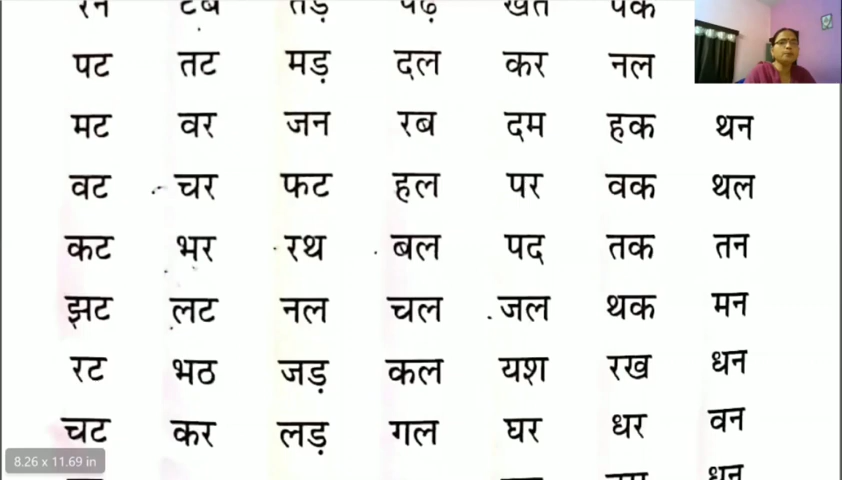 पट तट मड़ दल कर नल
मट वर जन रब दम हक थन
वट चर फट हल पर वक थल
कट भर रथ बल पद तक तन
झट लट नल चल जल थक मन
रट भठ जड़ कल यश रख धन
चट कर लड़ गल घर धर वन
8.26 x 11.69 in